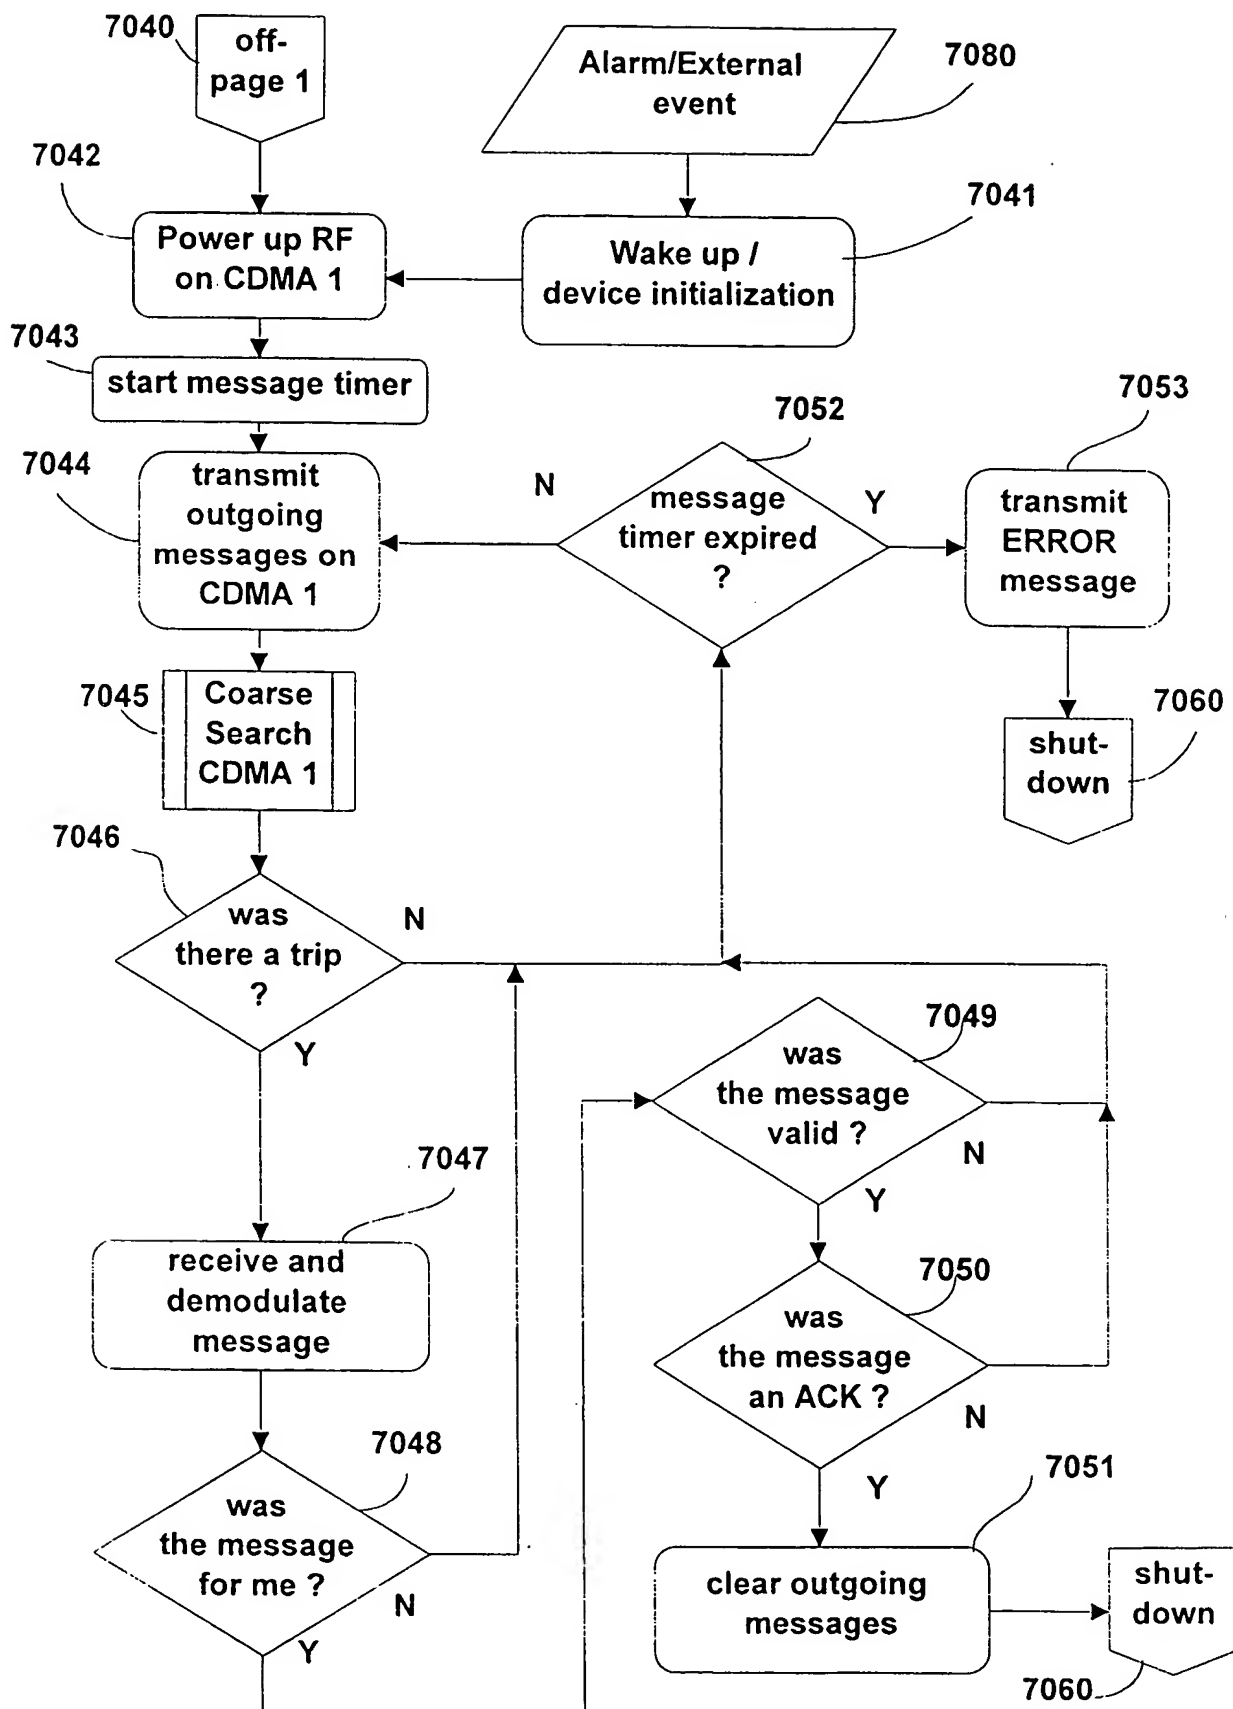 7040
off-
page 1
Alarm/External
event
7080
7042
Power up RF
on CDMA 1
7041
Wake up /
device initialization
7043
start message timer
7044
transmit
outgoing
messages on
CDMA 1
7052
N
message
timer expired
?
Y
7053
transmit
ERROR
message
7045
Coarse
Search
CDMA 1
7060
shut-
down
7046
was
there a trip
?
N
Y
7049
was
the message
valid ?
N
Y
7047
receive and
demodulate
message
7050
was
the message
an ACK ?
N
Y
7048
was
the message
for me ?
N
Y
7051
clear outgoing
messages
shut-
down
7060